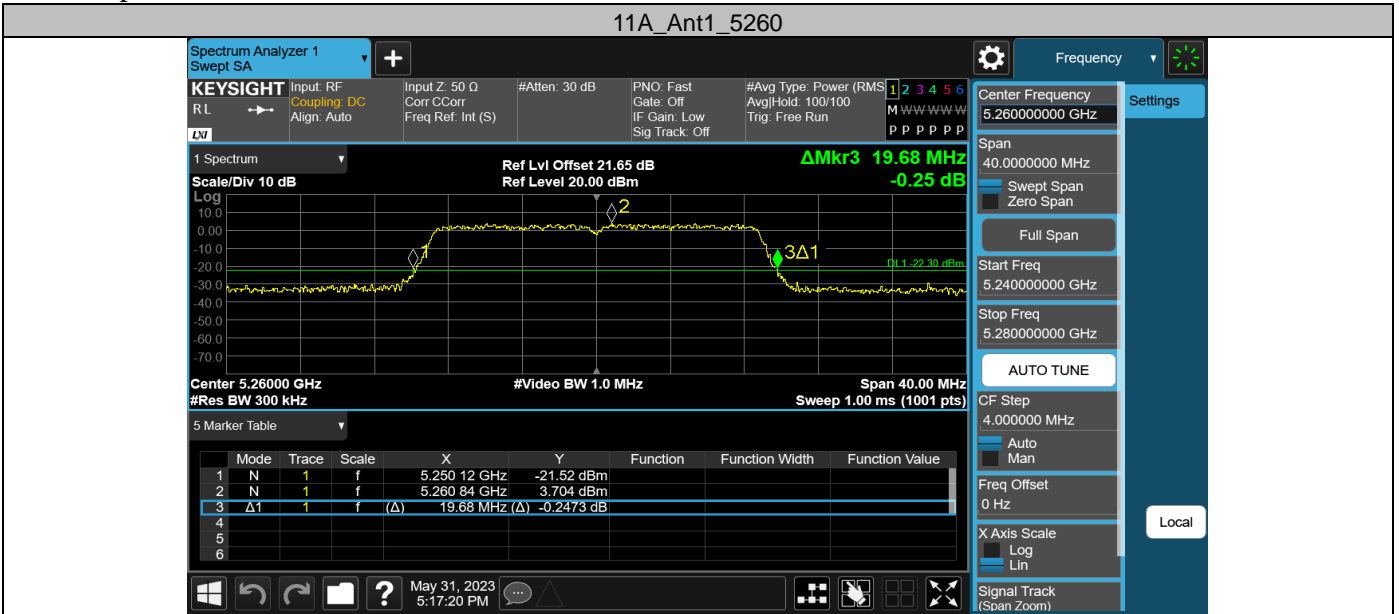 11A_Ant1_5260
Spectrum Analyzer 1
Swept SA
Frequency
KEYSIGHT
RL
LXI
Input: RF
Coupling: DC
Align: Auto
Input Z: 50 Ω
Corr CCorr
Freq Ref: Int (S)
#Atten: 30 dB
PNO: Fast
Gate: Off
IF Gain: Low
Sig Track: Off
#Avg Type: Power (RMS
Avg|Hold: 100/100
Trig: Free Run
1 2 3 4 5 6
M W W W W W
P P P P P P
1 Spectrum
Scale/Div 10 dB
Ref Lvl Offset 21.65 dB
Ref Level 20.00 dBm
ΔMkr3 19.68 MHz
-0.25 dB
Log
10.0
0.00
-10.0
-20.0
-30.0
-40.0
-50.0
-60.0
-70.0
1
2
3Δ1
DL1 -22.30 dBm
Center 5.26000 GHz
#Video BW 1.0 MHz
Span 40.00 MHz
#Res BW 300 kHz
Sweep 1.00 ms (1001 pts)
5 Marker Table
Mode Trace Scale X Y Function Function Width Function Value
1 N 1 f 5.250 12 GHz -21.52 dBm
2 N 1 f 5.260 84 GHz 3.704 dBm
3 Δ1 1 f (Δ) 19.68 MHz (Δ) -0.2473 dB
4
5
6
May 31, 2023
5:17:20 PM
Settings
Center Frequency
5.260000000 GHz
Span
40.0000000 MHz
Swept Span
Zero Span
Full Span
Start Freq
5.240000000 GHz
Stop Freq
5.280000000 GHz
AUTO TUNE
CF Step
4.000000 MHz
Auto
Man
Freq Offset
0 Hz
X Axis Scale
Log
Lin
Signal Track
(Span Zoom)
Local